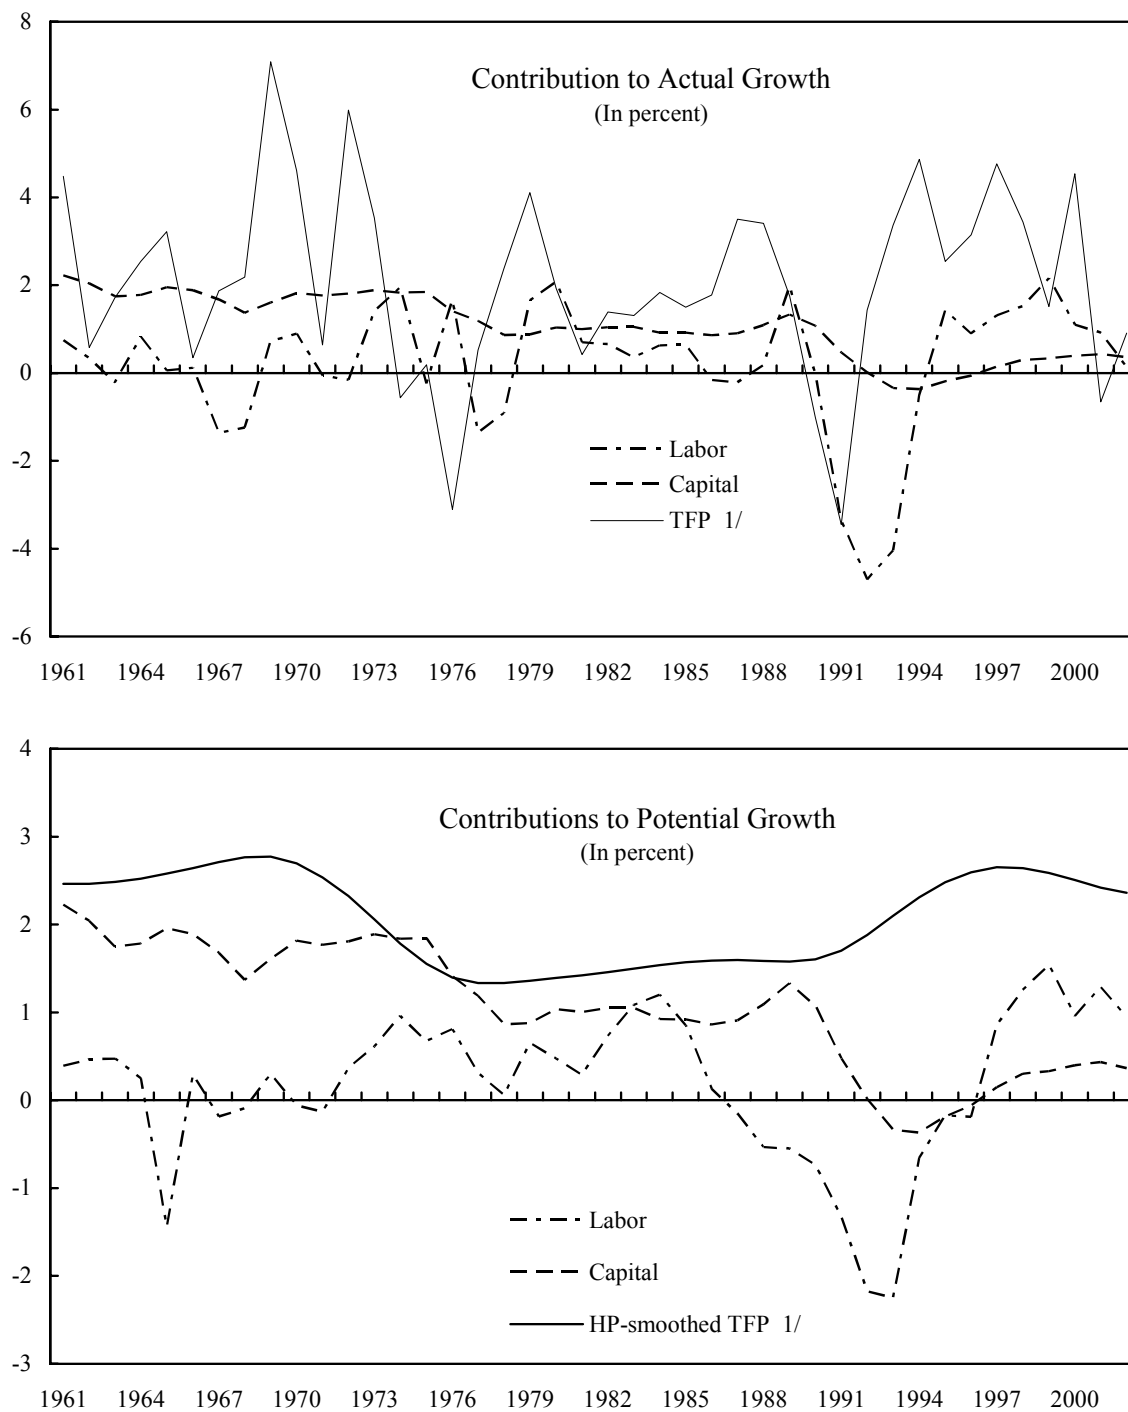 8
Contribution to Actual Growth
(In percent)
6
4
2
0
Labor
-2
Capital
TFP 1/
-4
-6
1961 1964 1967 1970 1973 1976 1979 1982 1985 1988 1991 1994 1997 2000
4
Contributions to Potential Growth
(In percent)
3
2
1
0
-1
Labor
Capital
-2
HP-smoothed TFP 1/
-3
1961 1964 1967 1970 1973 1976 1979 1982 1985 1988 1991 1994 1997 2000